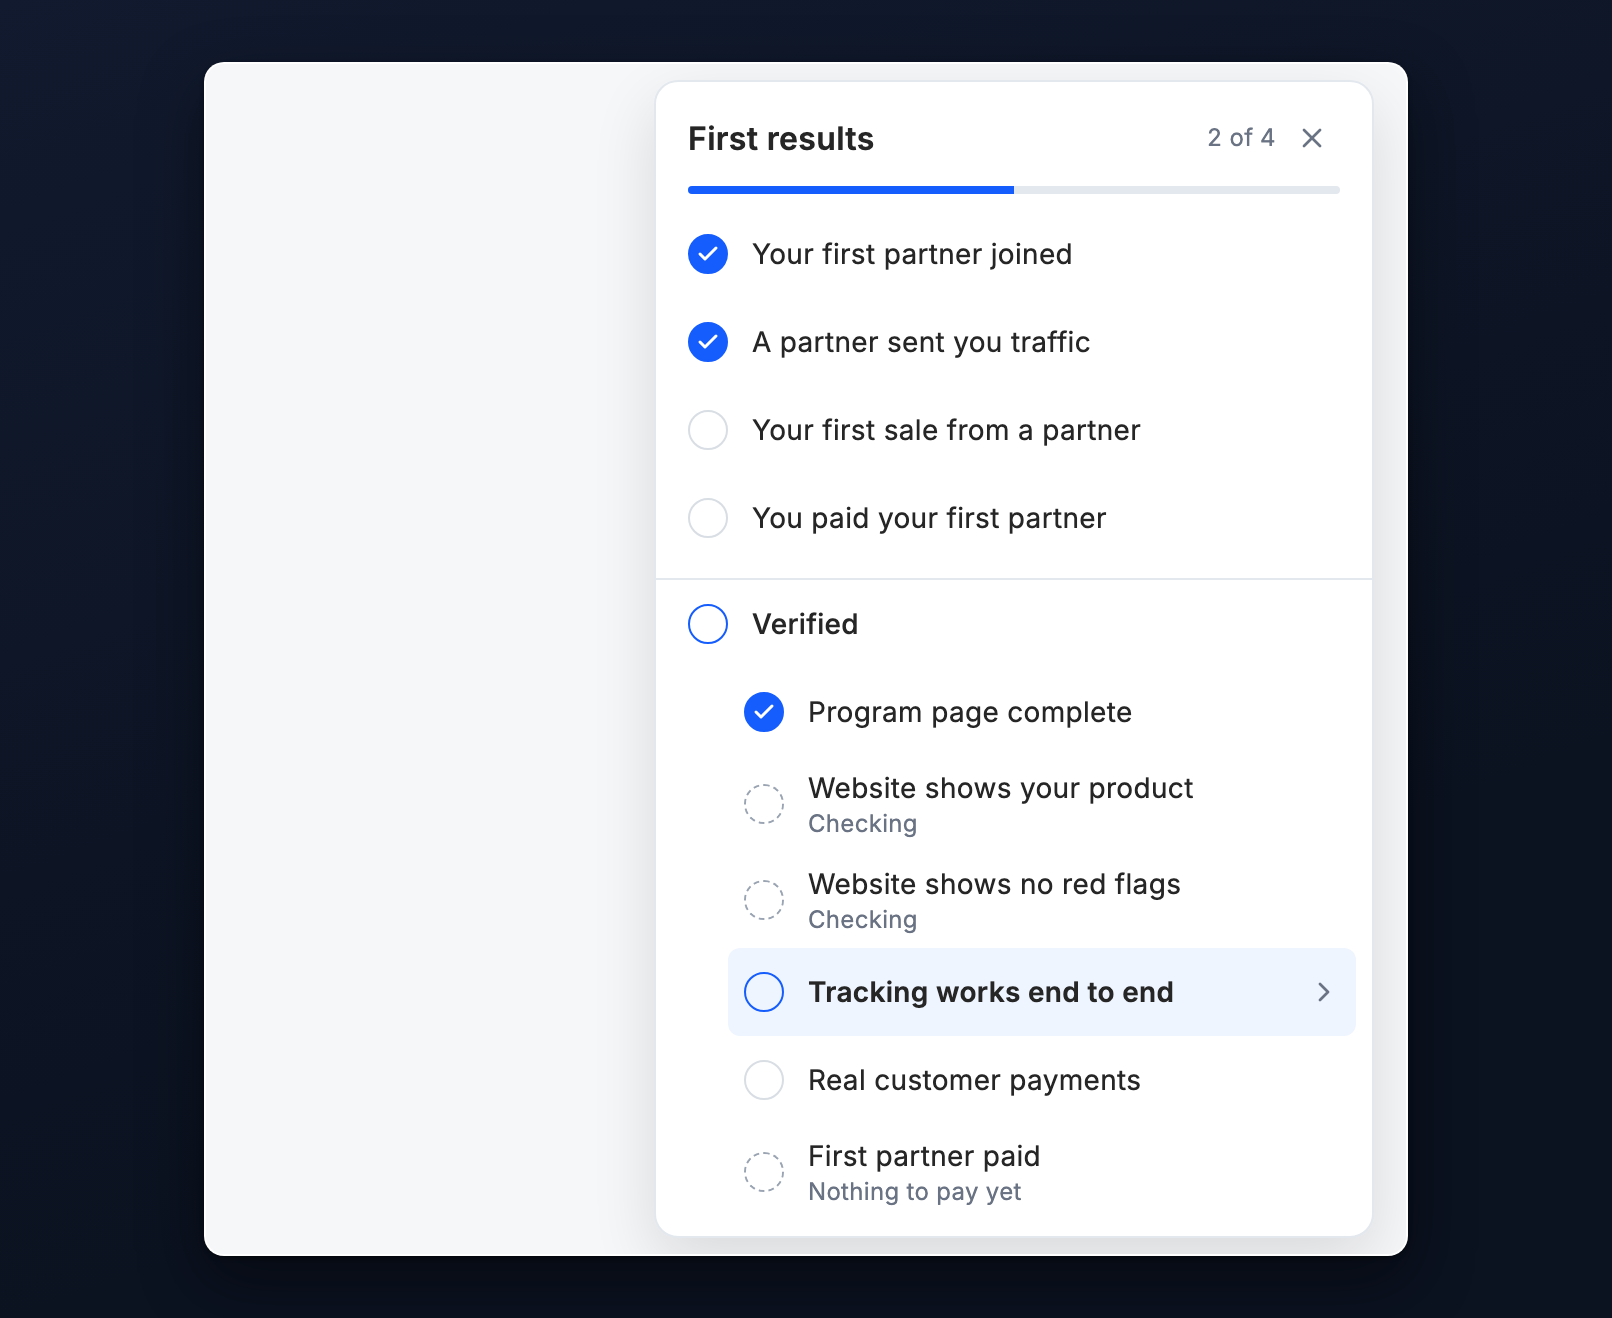 First results
2 of 4
Your first partner joined
A partner sent you traffic
Your first sale from a partner
You paid your first partner
Verified
Program page complete
Website shows your product
Checking
Website shows no red flags
Checking
Tracking works end to end
Real customer payments
First partner paid
Nothing to pay yet